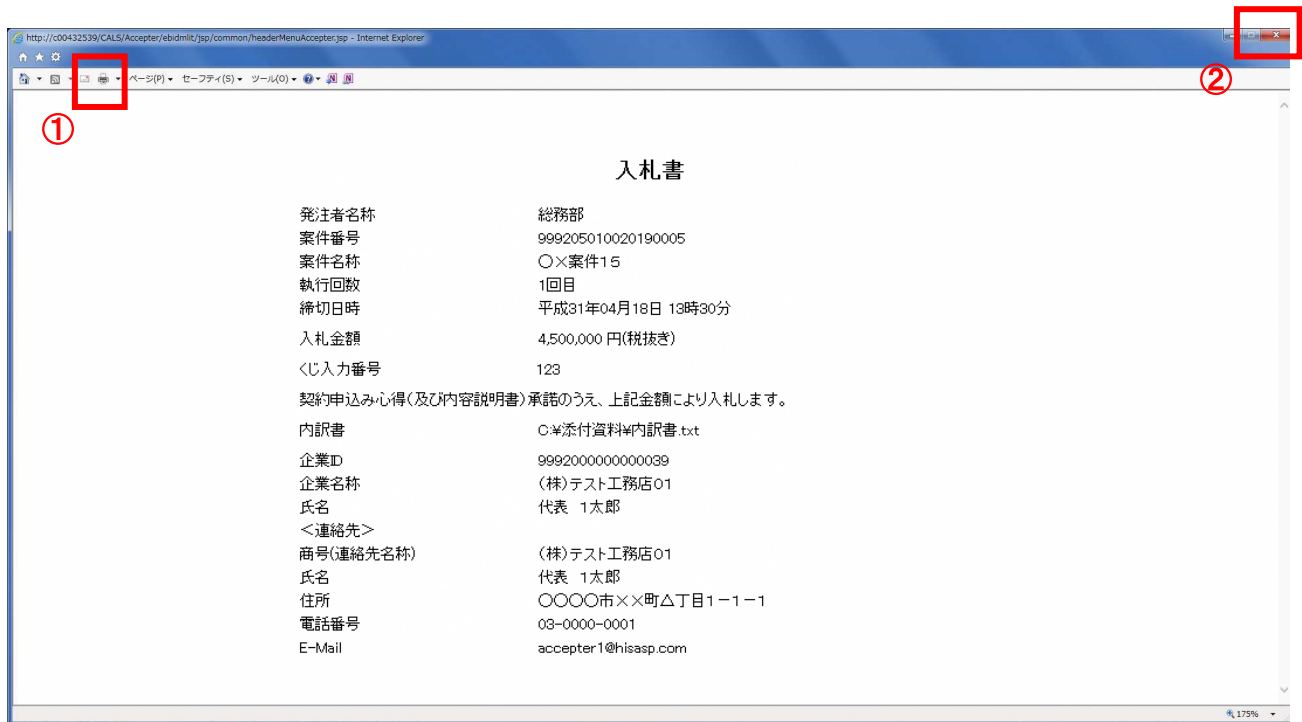 http://c00432539/CALS/Accepter/ebidmlit/jsp/common/headerMenuAccepter.jsp - Internet Explorer
ページ(P) セーフティ(S) ツール(O)
①
②
入札書
発注者名称 総務部
案件番号 999205010020190005
案件名称 〇×案件15
執行回数 1回目
締切日時 平成31年04月18日 13時30分
入札金額 4,500,000 円(税抜き)
くじ入力番号 123
契約申込み心得(及び内容説明書)承諾のうえ、上記金額により入札します。
内訳書 C:¥添付資料¥内訳書.txt
企業ID 9992000000000039
企業名称 (株)テスト工務店01
氏名 代表 1太郎
<連絡先>
商号(連絡先名称) (株)テスト工務店01
氏名 代表 1太郎
住所 〇〇〇〇市××町△丁目1-1-1
電話番号 03-0000-0001
E-Mail accepter1@hisasp.com
175%